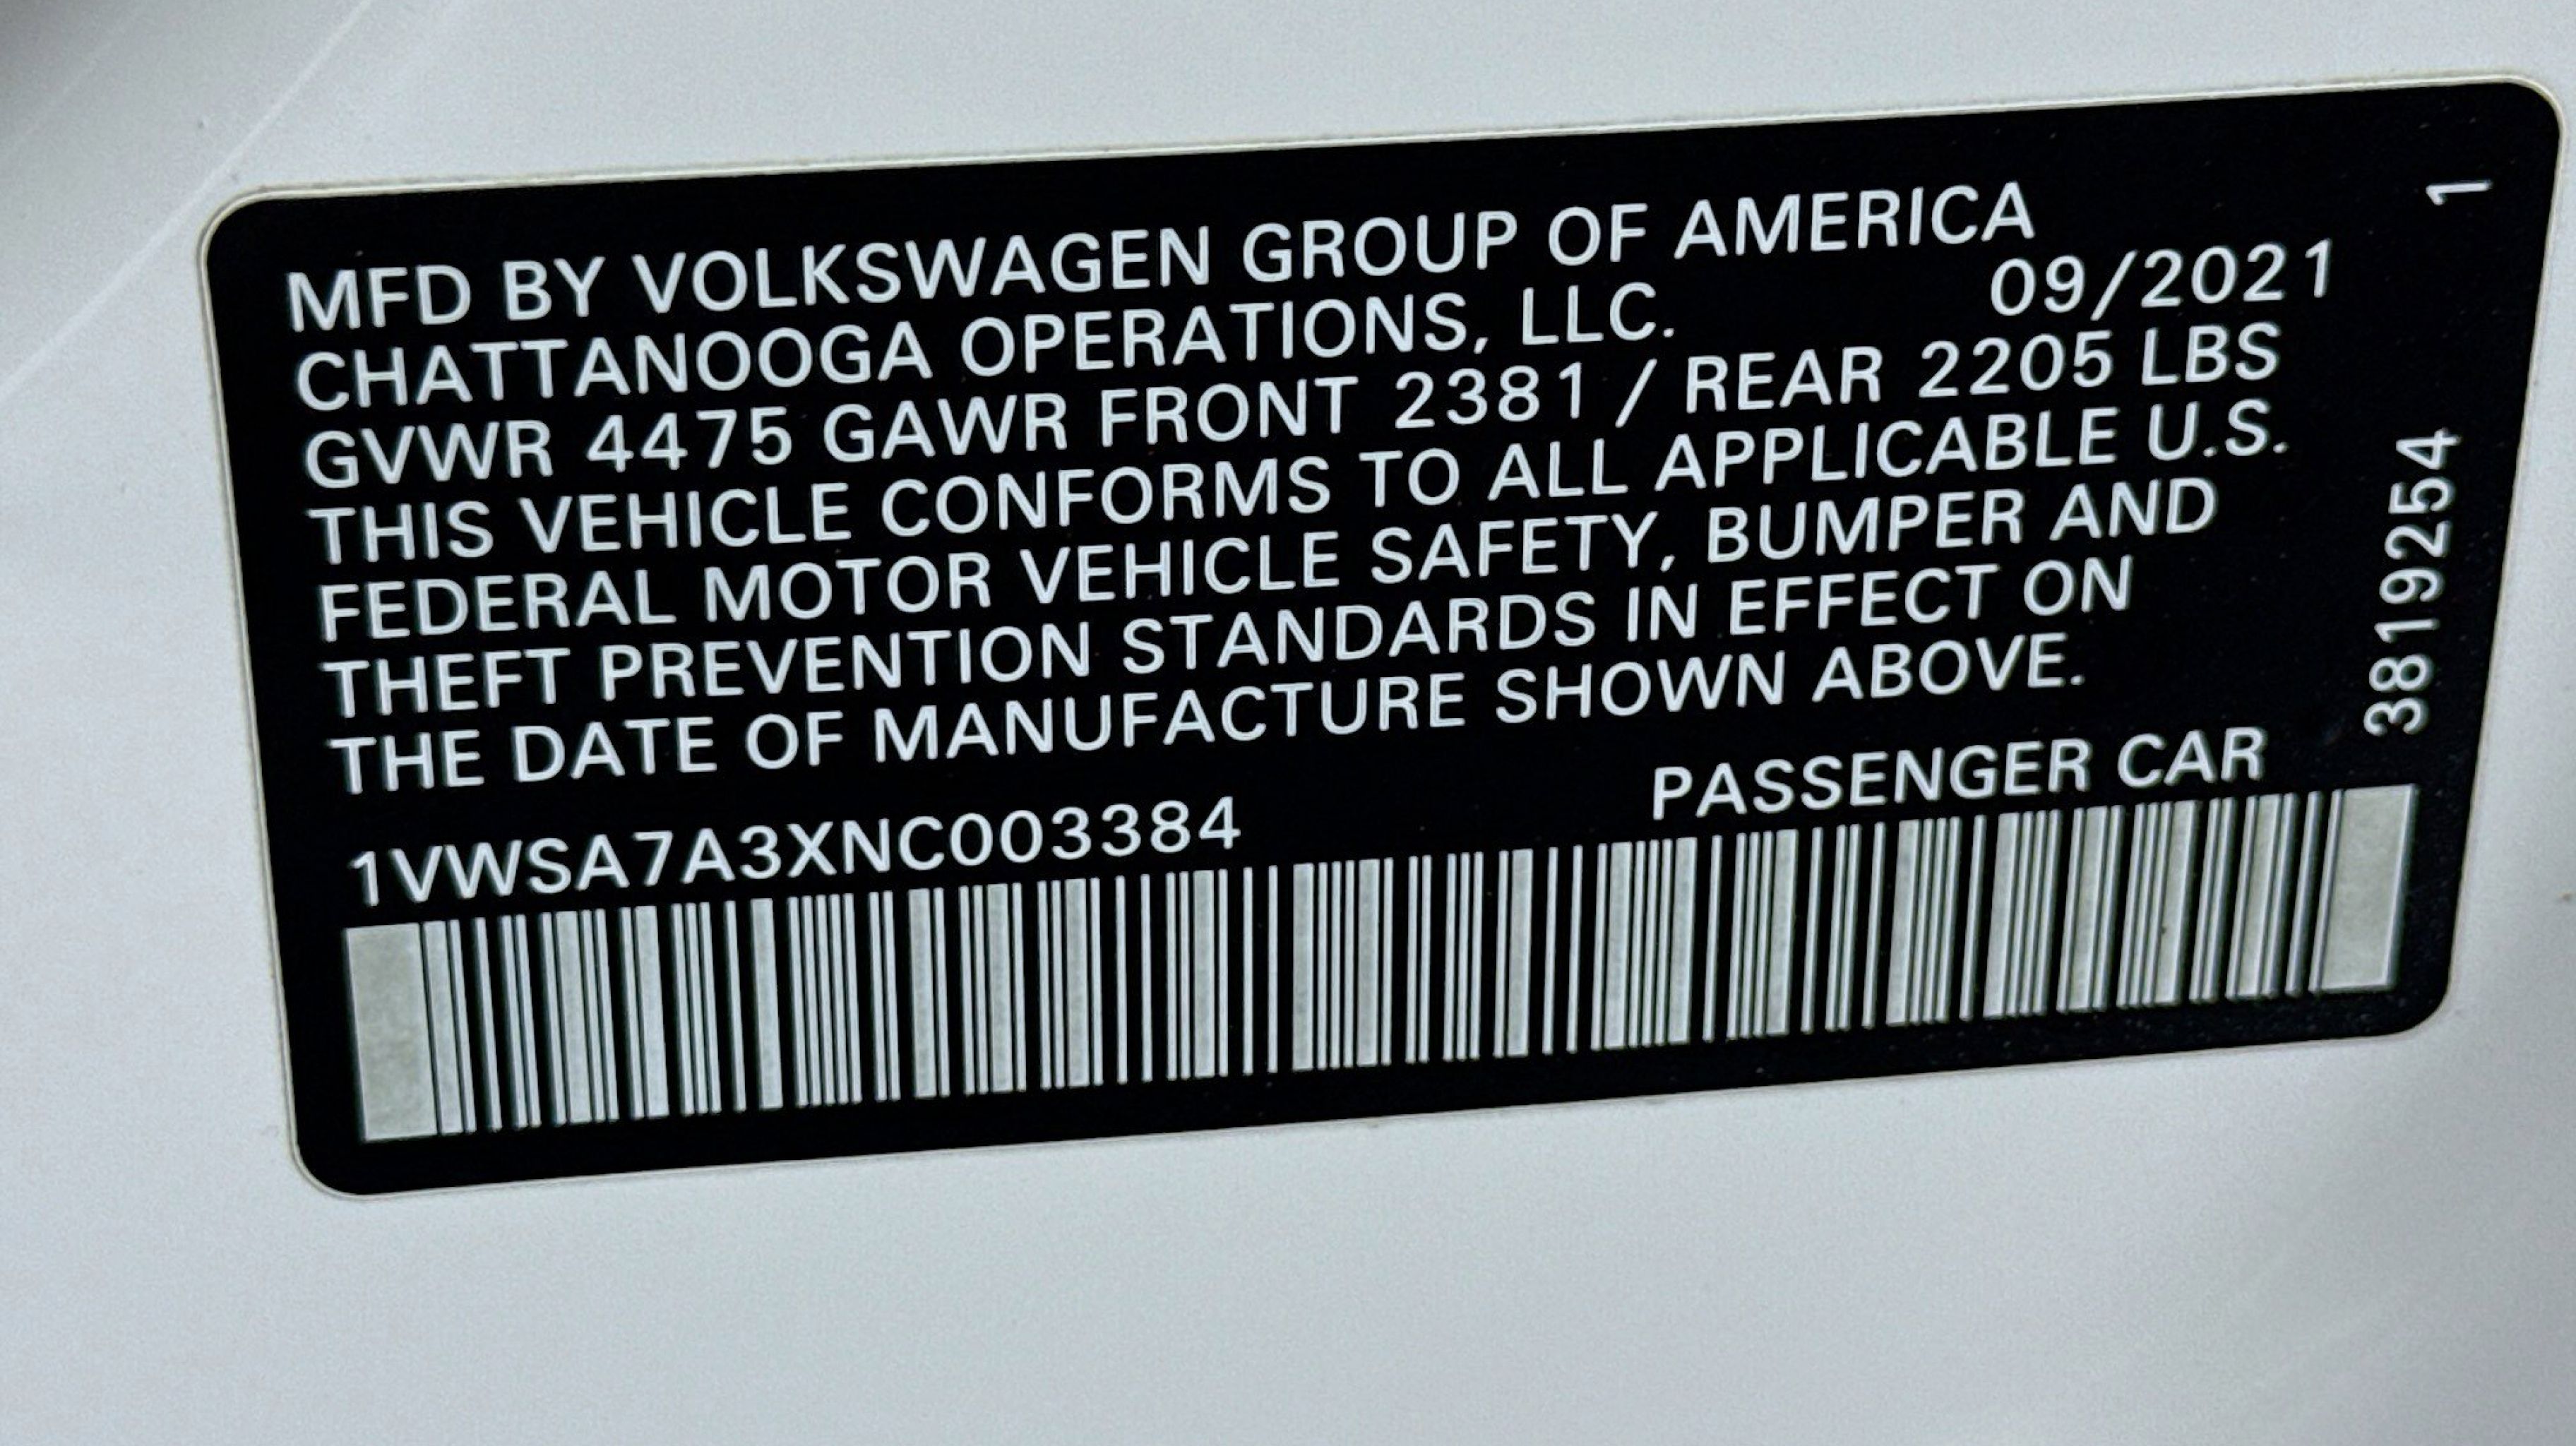 MFD BY VOLKSWAGEN GROUP OF AMERICA
CHATTANOOGA OPERATIONS, LLC. 09/2021
GVWR 4475 GAWR FRONT 2381 / REAR 2205 LBS
THIS VEHICLE CONFORMS TO ALL APPLICABLE U.S.
FEDERAL MOTOR VEHICLE SAFETY, BUMPER AND
THEFT PREVENTION STANDARDS IN EFFECT ON
THE DATE OF MANUFACTURE SHOWN ABOVE.
1VWSA7A3XNC003384 PASSENGER CAR
3819254 1